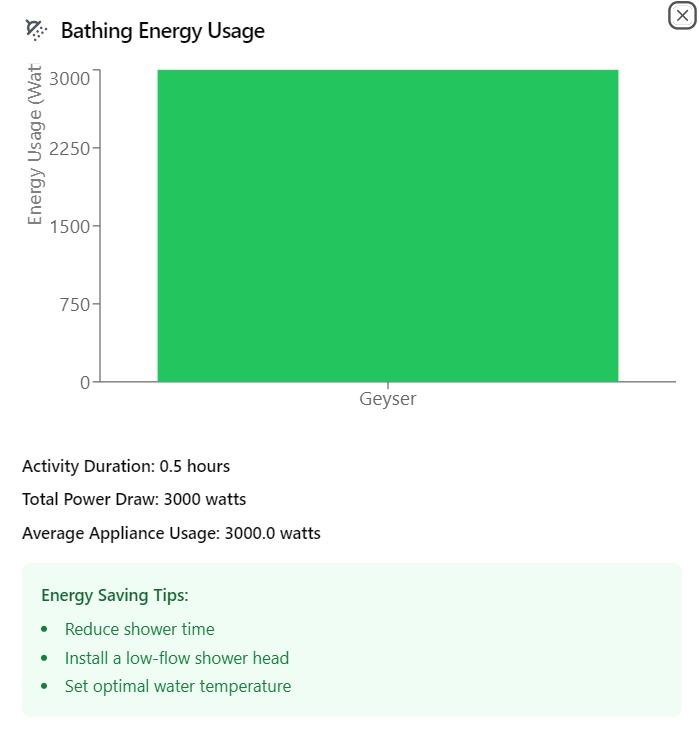 Bathing Energy Usage
Energy Usage (Wat
3000
2250
1500
750
0
Geyser
Activity Duration: 0.5 hours
Total Power Draw: 3000 watts
Average Appliance Usage: 3000.0 watts
Energy Saving Tips:
• Reduce shower time
• Install a low-flow shower head
• Set optimal water temperature